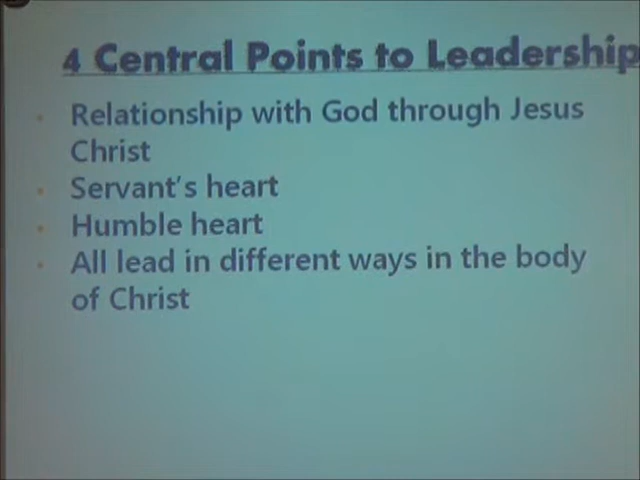 4 Central Points to Leadership
Relationship with God through Jesus
Christ
Servant's heart
Humble heart
All lead in different ways in the body
of Christ